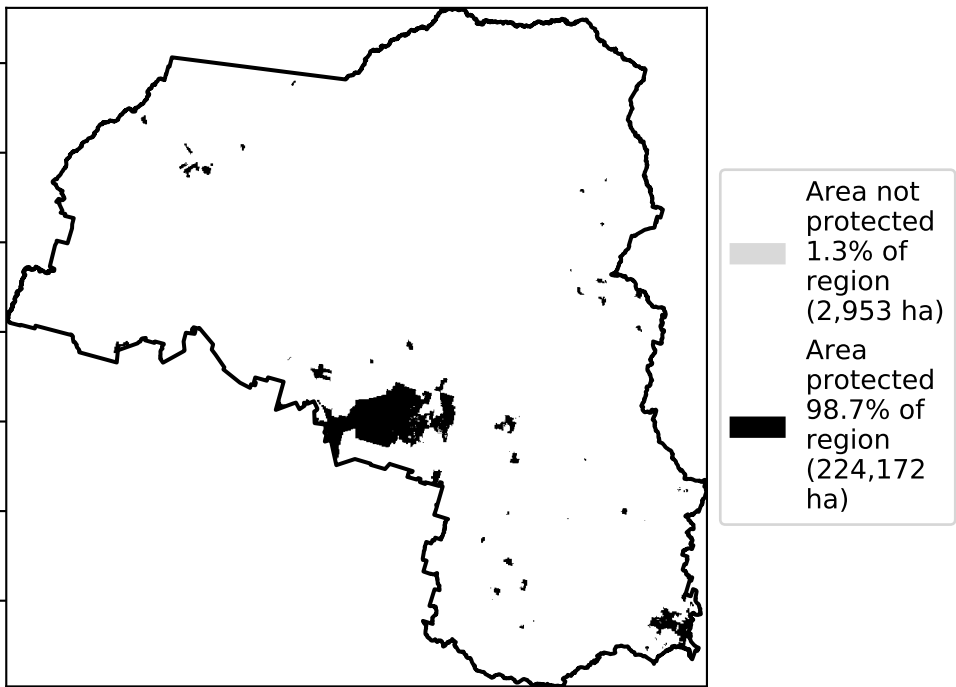 Area not
protected
1.3% of
region
(2,953 ha)
Area
protected
98.7% of
region
(224,172
ha)